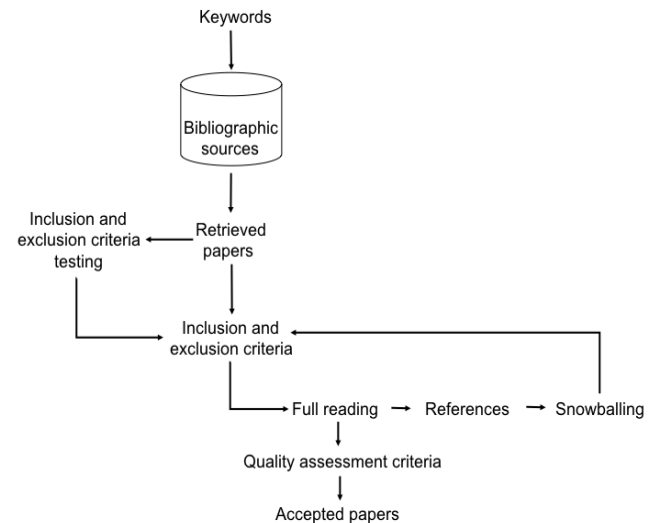 Keywords
Bibliographic
sources
Inclusion and
exclusion criteria
testing
Retrieved
papers
Inclusion and
exclusion criteria
Full reading
References
Snowballing
Quality assessment criteria
Accepted papers